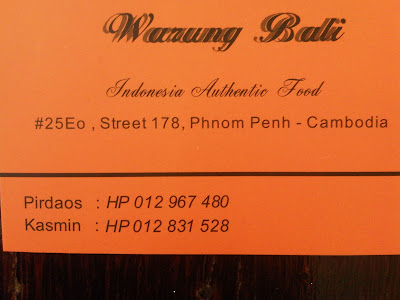 Warung Bali
Indonesia Authentic Food
#25Eo , Street 178, Phnom Penh - Cambodia
Pirdaos : HP 012 967 480
Kasmin : HP 012 831 528